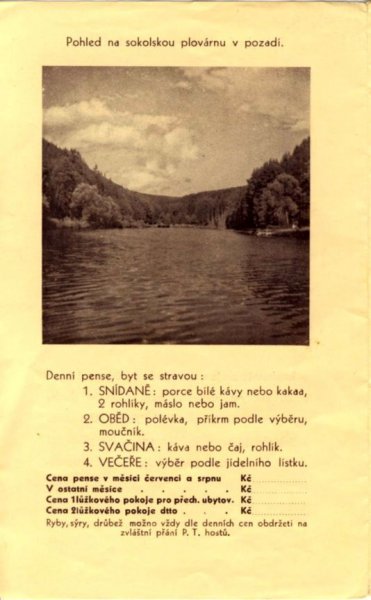 Pohled na sokolskou plovárnu v pozadí.
Denní pense, byt se stravou:
1. SNÍDANĚ: porce bílé kávy nebo kakaa,
2 rohlíky, máslo nebo jam.
2. OBĚD: polévka, příkrm podle výběru,
moučník.
3. SVAČINA: káva nebo čaj, rohlík.
4. VEČEŘE: výběr podle jídelního lístku.
Cena pense v měsíci červenci a srpnu Kč
V ostatní měsíce . . . . . Kč
Cena 1lůžkového pokoje pro přech. ubytov. Kč
Cena 2lůžkového pokoje dtto . . . Kč
Ryby, sýry, drůbež možno vždy dle denních cen obdržeti na
zvláštní přání P. T. hostů.